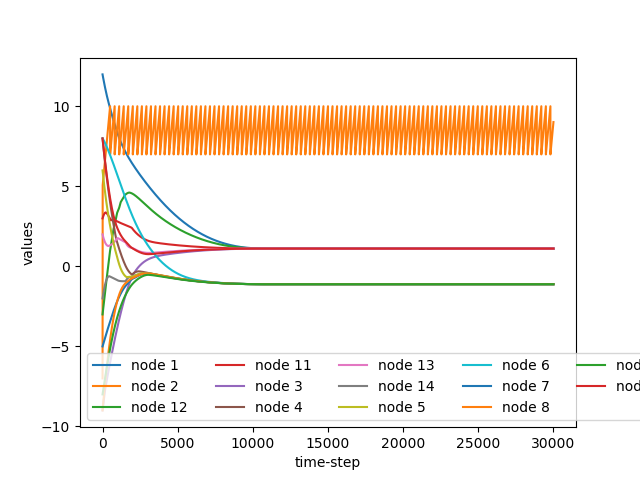 values
10
5
0
−5
−10
node 1 node 11 node 13 node 6 nod
node 2 node 3 node 14 node 7 nod
node 12 node 4 node 5 node 8
0 5000 10000 15000 20000 25000 30000
time-step